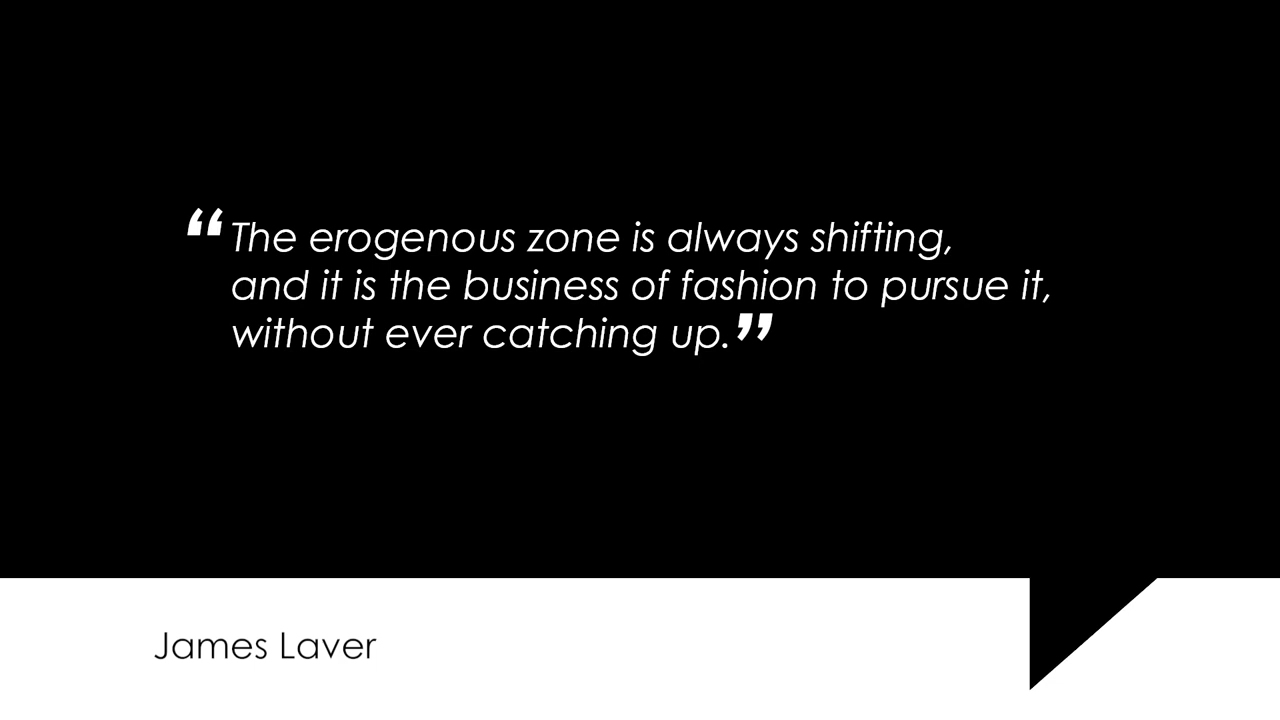 “The erogenous zone is always shifting,
and it is the business of fashion to pursue it,
without ever catching up.”
James Laver